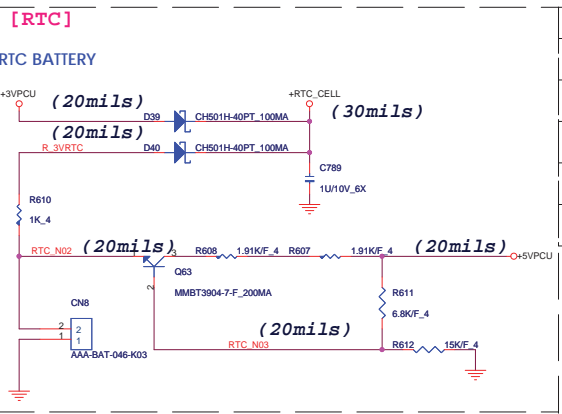 [RTC]
RTC BATTERY
+3VPCU
(20mils)
+RTC_CELL
(30mils)
D39
CH501H-40PT_100MA
(20mils)
R_3VRTC
D40
CH501H-40PT_100MA
C789
1U/10V_6X
R610
1K_4
RTC_N02
(20mils)
1
3
R608
1.91K/F_4
R607
1.91K/F_4
(20mils)
+5VPCU
Q63
2
MMBT3904-7-F_200MA
R611
6.8K/F_4
CN8
2
2
1
1
AAA-BAT-046-K03
(20mils)
RTC_N03
R612
15K/F_4